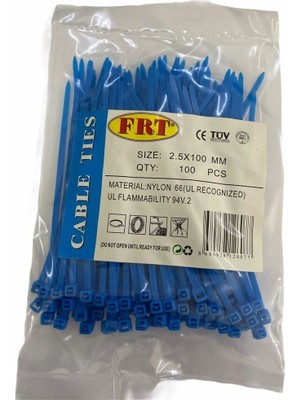 CABLE TIES
FRT
CE TÜV
SIZE: 2.5X100 MM
QTY: 100 PCS
MATERIAL:NYLON 66(UL RECOGNIZED)
UL FLAMMABILITY 94V.2
(DO NOT OPEN UNTIL READY FOR USE)